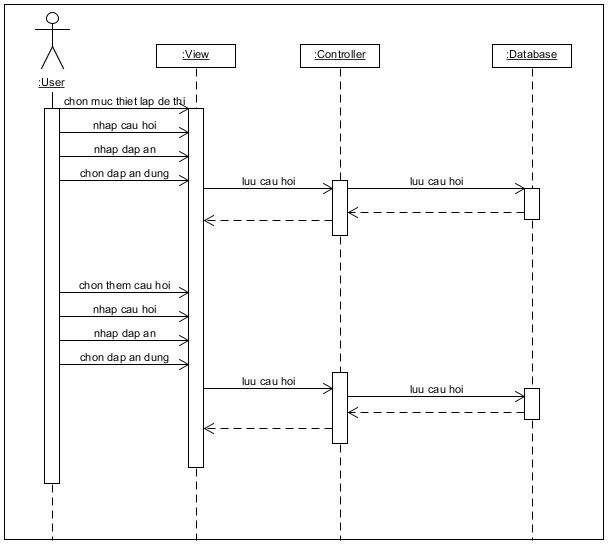 :View
:Controller
:Database
:User
chon muc thiet lap de thi
nhap cau hoi
nhap dap an
chon dap an dung
luu cau hoi
luu cau hoi
chon them cau hoi
nhap cau hoi
nhap dap an
chon dap an dung
luu cau hoi
luu cau hoi